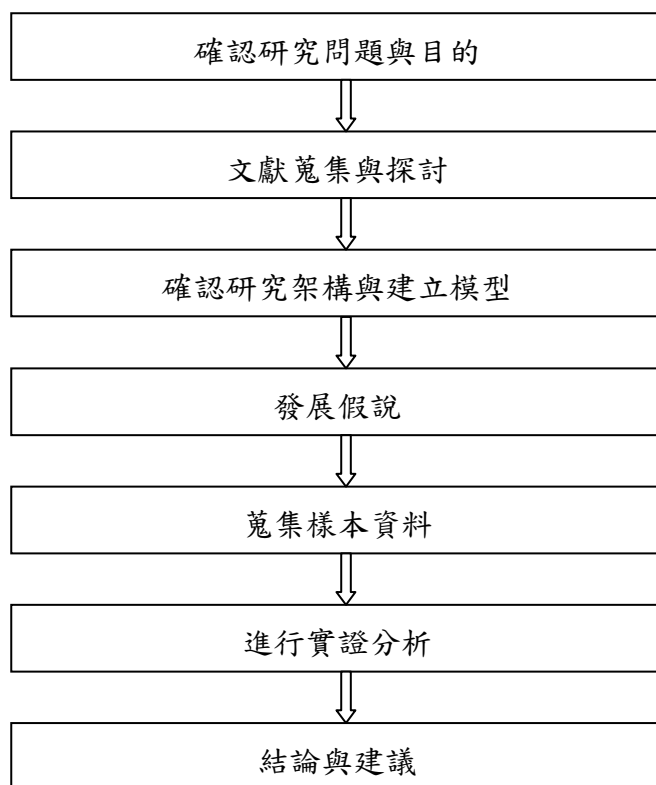 確認研究問題與目的
文獻蒐集與探討
確認研究架構與建立模型
發展假說
蒐集樣本資料
進行實證分析
結論與建議